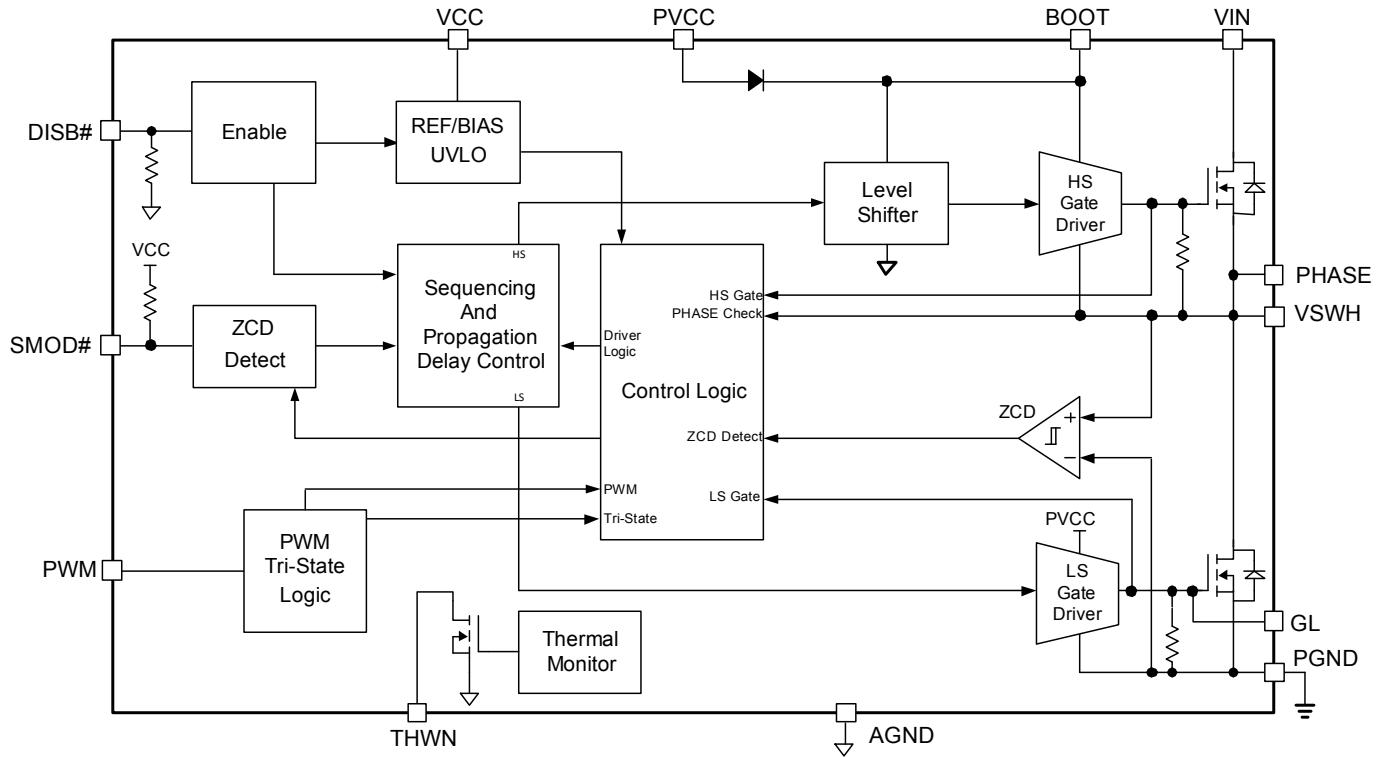 VCC
PVCC
BOOT
VIN
DISB#
Enable
REF/BIAS
UVLO
Level
Shifter
HS
Gate
Driver
VCC
HS
Sequencing
And
Propagation
Delay Control
LS
HS Gate
PHASE Check
PHASE
VSWH
SMOD#
ZCD
Detect
Driver
Logic
Control Logic
ZCD Detect
ZCD
+
−
PWM
Tri-State
LS Gate
PWM
PWM
Tri-State
Logic
PVCC
LS
Gate
Driver
GL
PGND
Thermal
Monitor
THWN
AGND